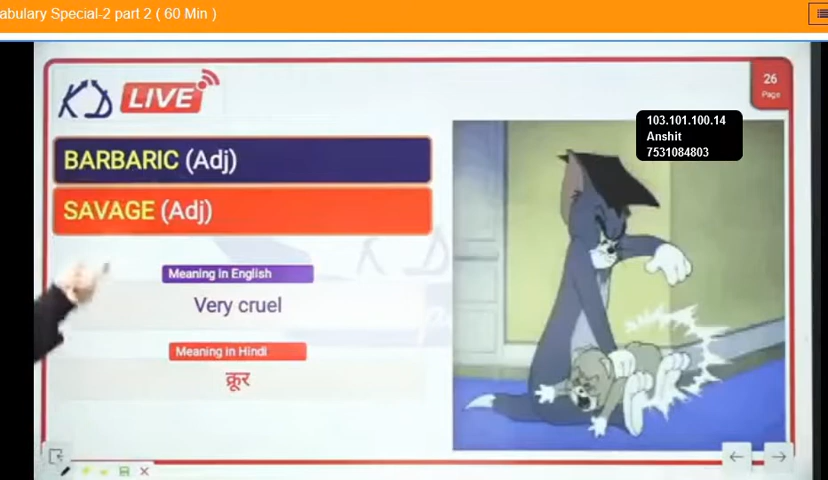 abulary Special-2 part 2 ( 60 Min )
KD LIVE
26
Page
103.101.100.14
Anshit
7531084803
BARBARIC (Adj)
SAVAGE (Adj)
Meaning in English
Very cruel
Meaning in Hindi
क्रूर